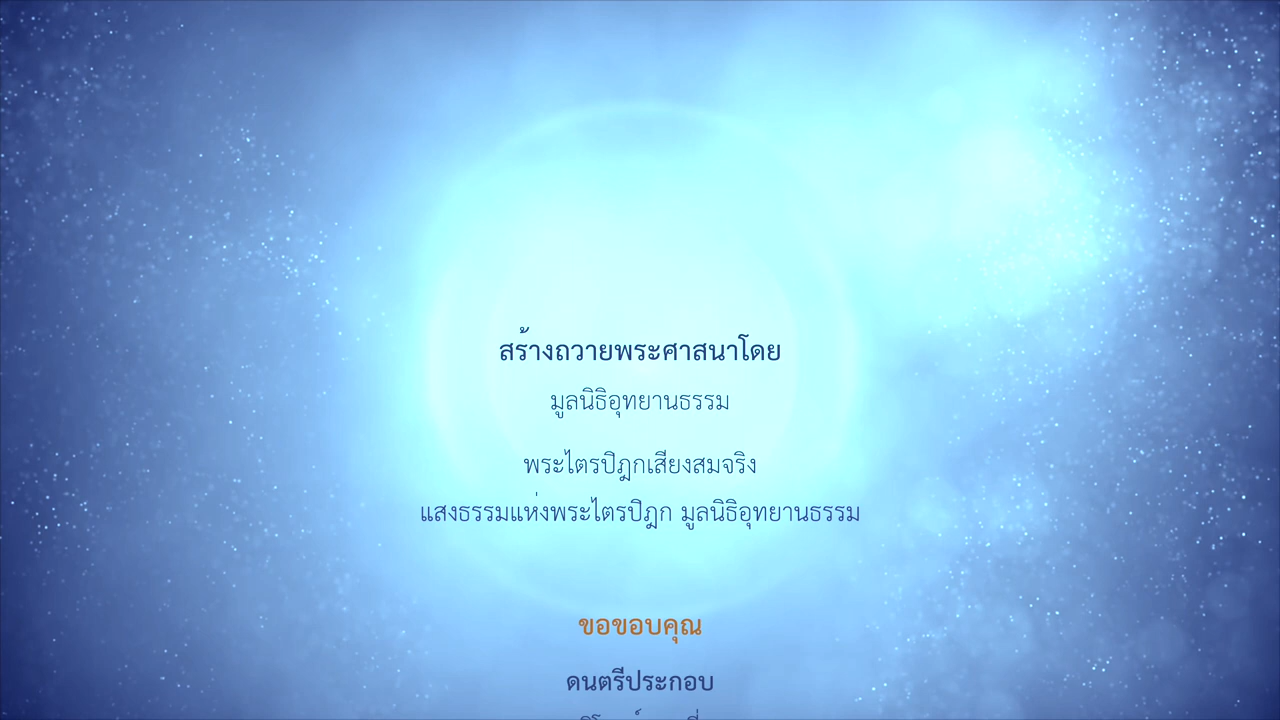 สร้างถวายพระศาสนาโดย
มูลนิธิอุทยานธรรม
พระไตรปิฎกเสียงสมจริง
แสงธรรมแห่งพระไตรปิฎก มูลนิธิอุทยานธรรม
ขอขอบคุณ
ดนตรีประกอบ